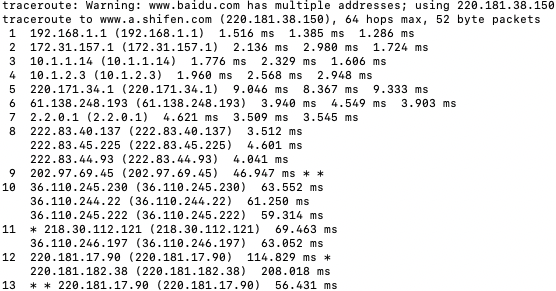 traceroute: Warning: www.baidu.com has multiple addresses; using 220.181.38.150
traceroute to www.a.shifen.com (220.181.38.150), 64 hops max, 52 byte packets
 1  192.168.1.1 (192.168.1.1)  1.516 ms  1.385 ms  1.286 ms
 2  172.31.157.1 (172.31.157.1)  2.136 ms  2.980 ms  1.724 ms
 3  10.1.1.14 (10.1.1.14)  1.776 ms  2.329 ms  1.606 ms
 4  10.1.2.3 (10.1.2.3)  1.960 ms  2.568 ms  2.948 ms
 5  220.171.34.1 (220.171.34.1)  9.046 ms  8.367 ms  9.333 ms
 6  61.138.248.193 (61.138.248.193)  3.940 ms  4.549 ms  3.903 ms
 7  2.2.0.1 (2.2.0.1)  4.621 ms  3.509 ms  3.545 ms
 8  222.83.40.137 (222.83.40.137)  3.512 ms
    222.83.45.225 (222.83.45.225)  4.601 ms
    222.83.44.93 (222.83.44.93)  4.041 ms
 9  202.97.69.45 (202.97.69.45)  46.947 ms * *
10  36.110.245.230 (36.110.245.230)  63.552 ms
    36.110.244.22 (36.110.244.22)  61.250 ms
    36.110.245.222 (36.110.245.222)  59.314 ms
11  * 218.30.112.121 (218.30.112.121)  69.463 ms
    36.110.246.197 (36.110.246.197)  63.052 ms
12  220.181.17.90 (220.181.17.90)  114.829 ms *
    220.181.182.38 (220.181.182.38)  208.018 ms
13  * * 220.181.17.90 (220.181.17.90)  56.431 ms